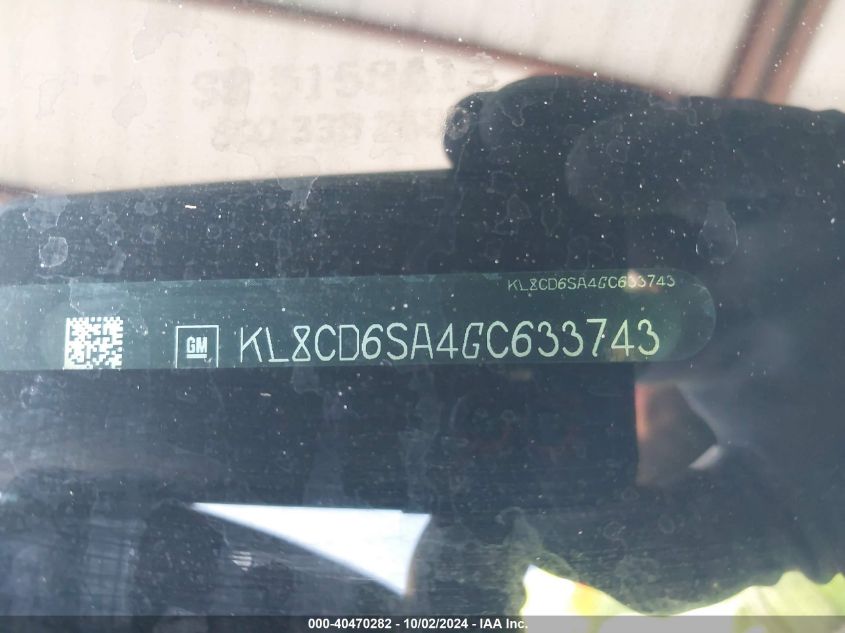 KL8CD6SA4GC633743
GM KL8CD6SA4GC633743
000-40470282 - 10/02/2024 - IAA Inc.